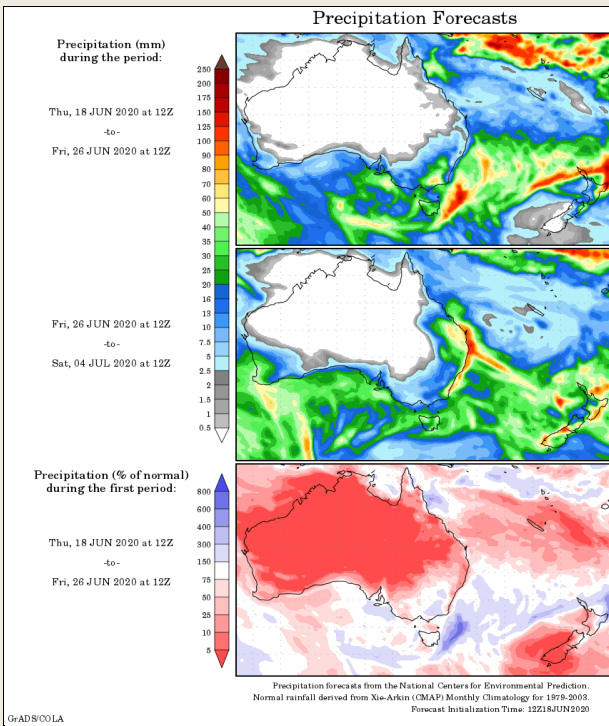 Precipitation Forecasts
Precipitation (mm)
during the period:
Thu, 18 JUN 2020 at 12Z
-to-
Fri, 26 JUN 2020 at 12Z
250
200
175
150
125
100
90
80
70
60
50
40
35
30
25
20
16
13
10
7.5
5
2.5
2
1.5
1
0.5
Fri, 26 JUN 2020 at 12Z
-to-
Sat, 04 JUL 2020 at 12Z
Precipitation (% of normal)
during the first period:
Thu, 18 JUN 2020 at 12Z
-to-
Fri, 26 JUN 2020 at 12Z
800
600
400
300
150
75
50
25
10
5
Precipitation forecasts from the National Centers for Environmental Prediction.
Normal rainfall derived from Xie-Arkin (CMAP) Monthly Climatology for 1979-2003.
Forecast Initialization Time: 12Z18JUN2020
GrADS/COLA